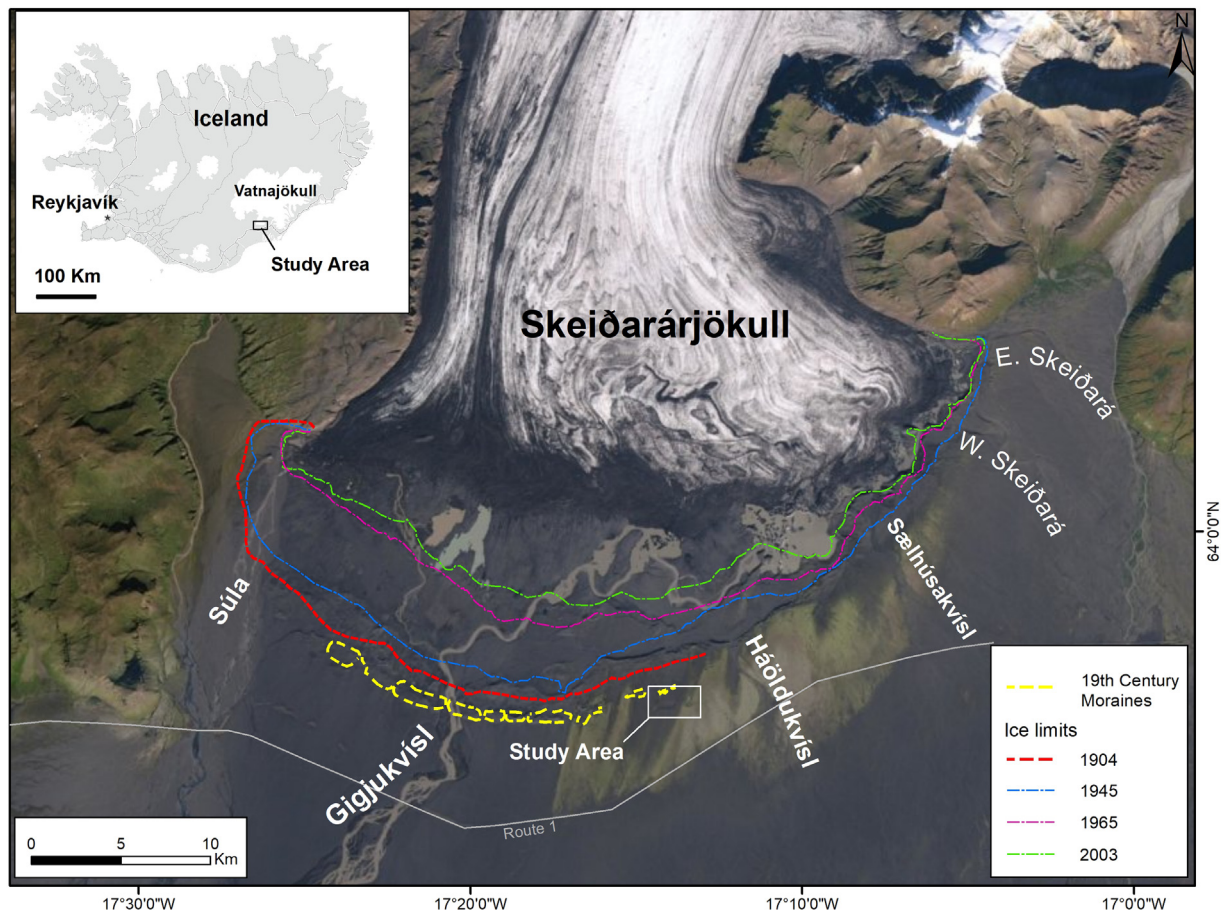 Iceland
Vatnajökull
Reykjavík
Study Area
100 Km
N
Skeiðarárjökull
E. Skeiðará
W. Skeiðará
Sælhúsakvísl
Súla
Háöldukvísl
Gigjukvísl
Study Area
Route 1
64°0'0"N
19th Century
Moraines
Ice limits
1904
1945
1965
2003
0 5 10
Km
17°30'0"W 17°20'0"W 17°10'0"W 17°0'0"W